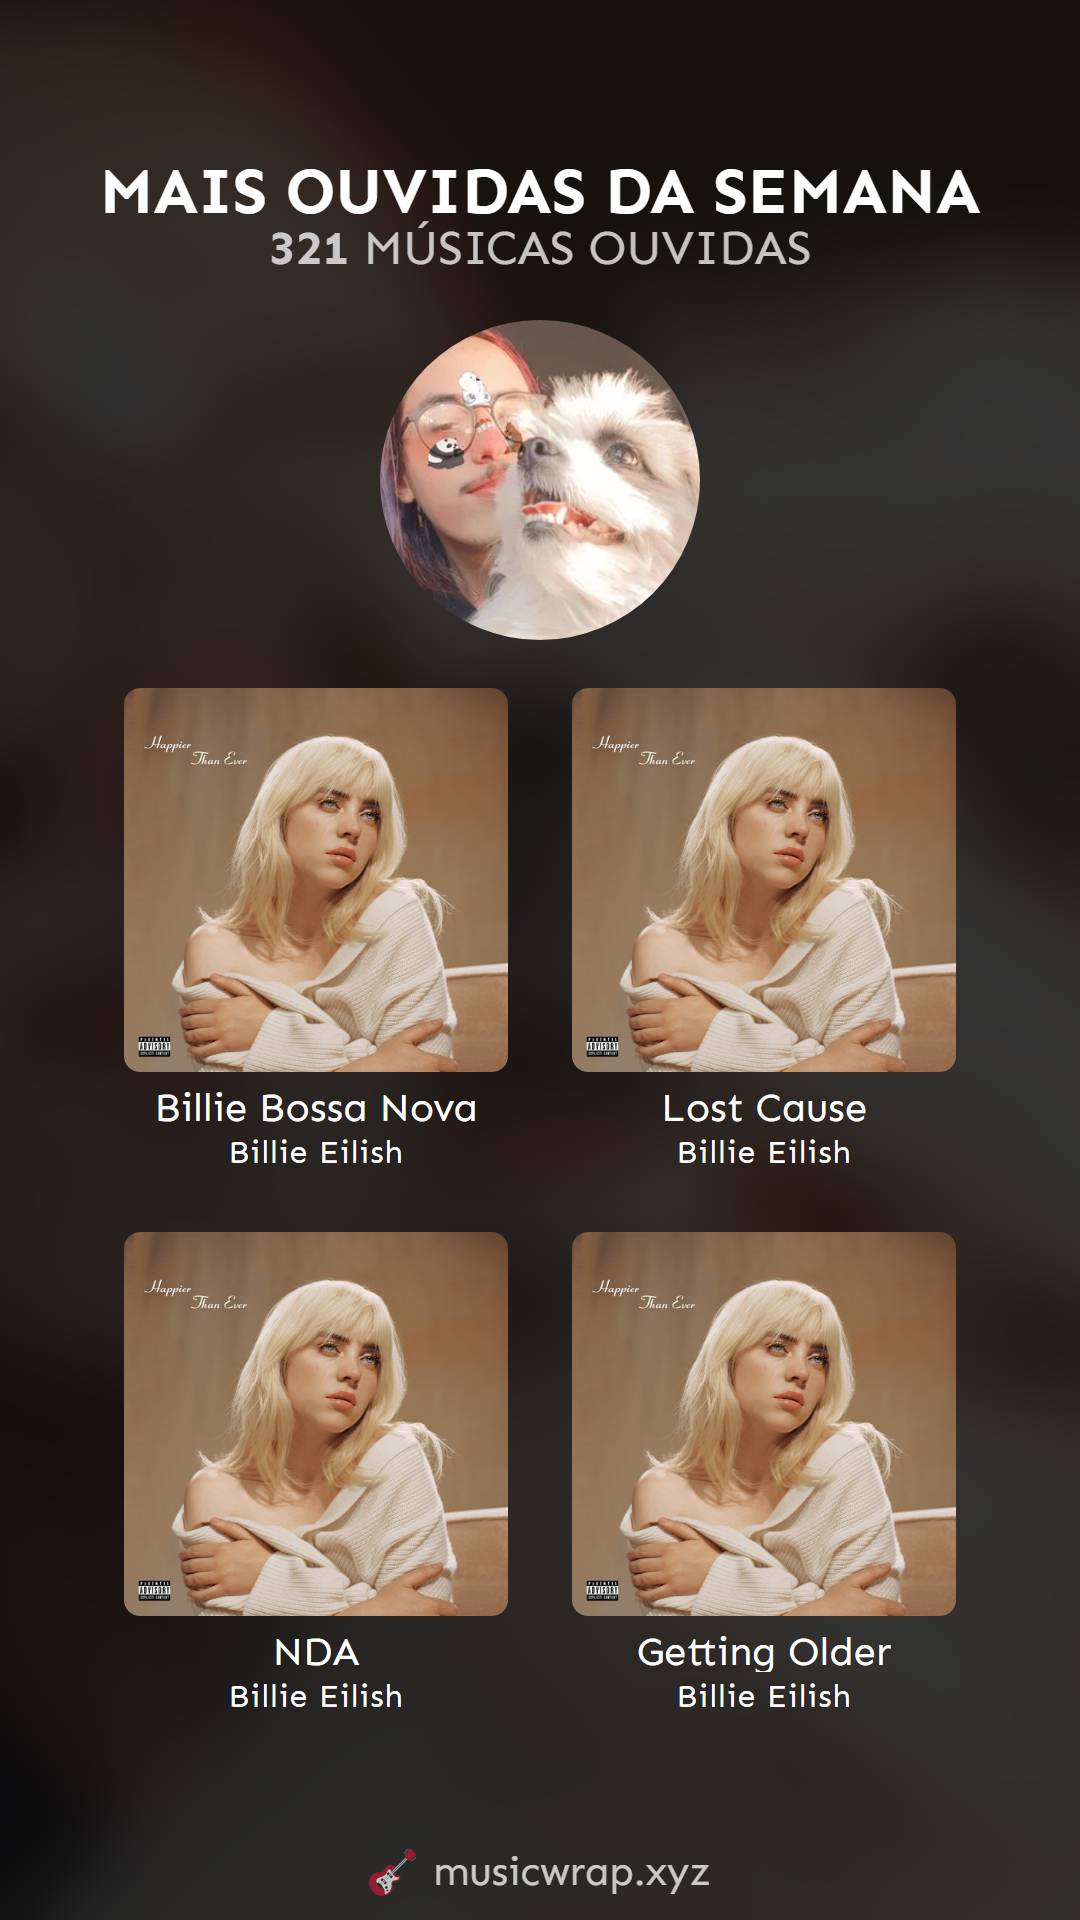 MAIS OUVIDAS DA SEMANA
321 MÚSICAS OUVIDAS
Happier
Than Ever
Happier
Than Ever
PARENTAL
ADVISORY
EXPLICIT CONTENT
PARENTAL
ADVISORY
EXPLICIT CONTENT
Billie Bossa Nova
Billie Eilish
Lost Cause
Billie Eilish
Happier
Than Ever
Happier
Than Ever
PARENTAL
ADVISORY
EXPLICIT CONTENT
PARENTAL
ADVISORY
EXPLICIT CONTENT
NDA
Billie Eilish
Getting Older
Billie Eilish
musicwrap.xyz